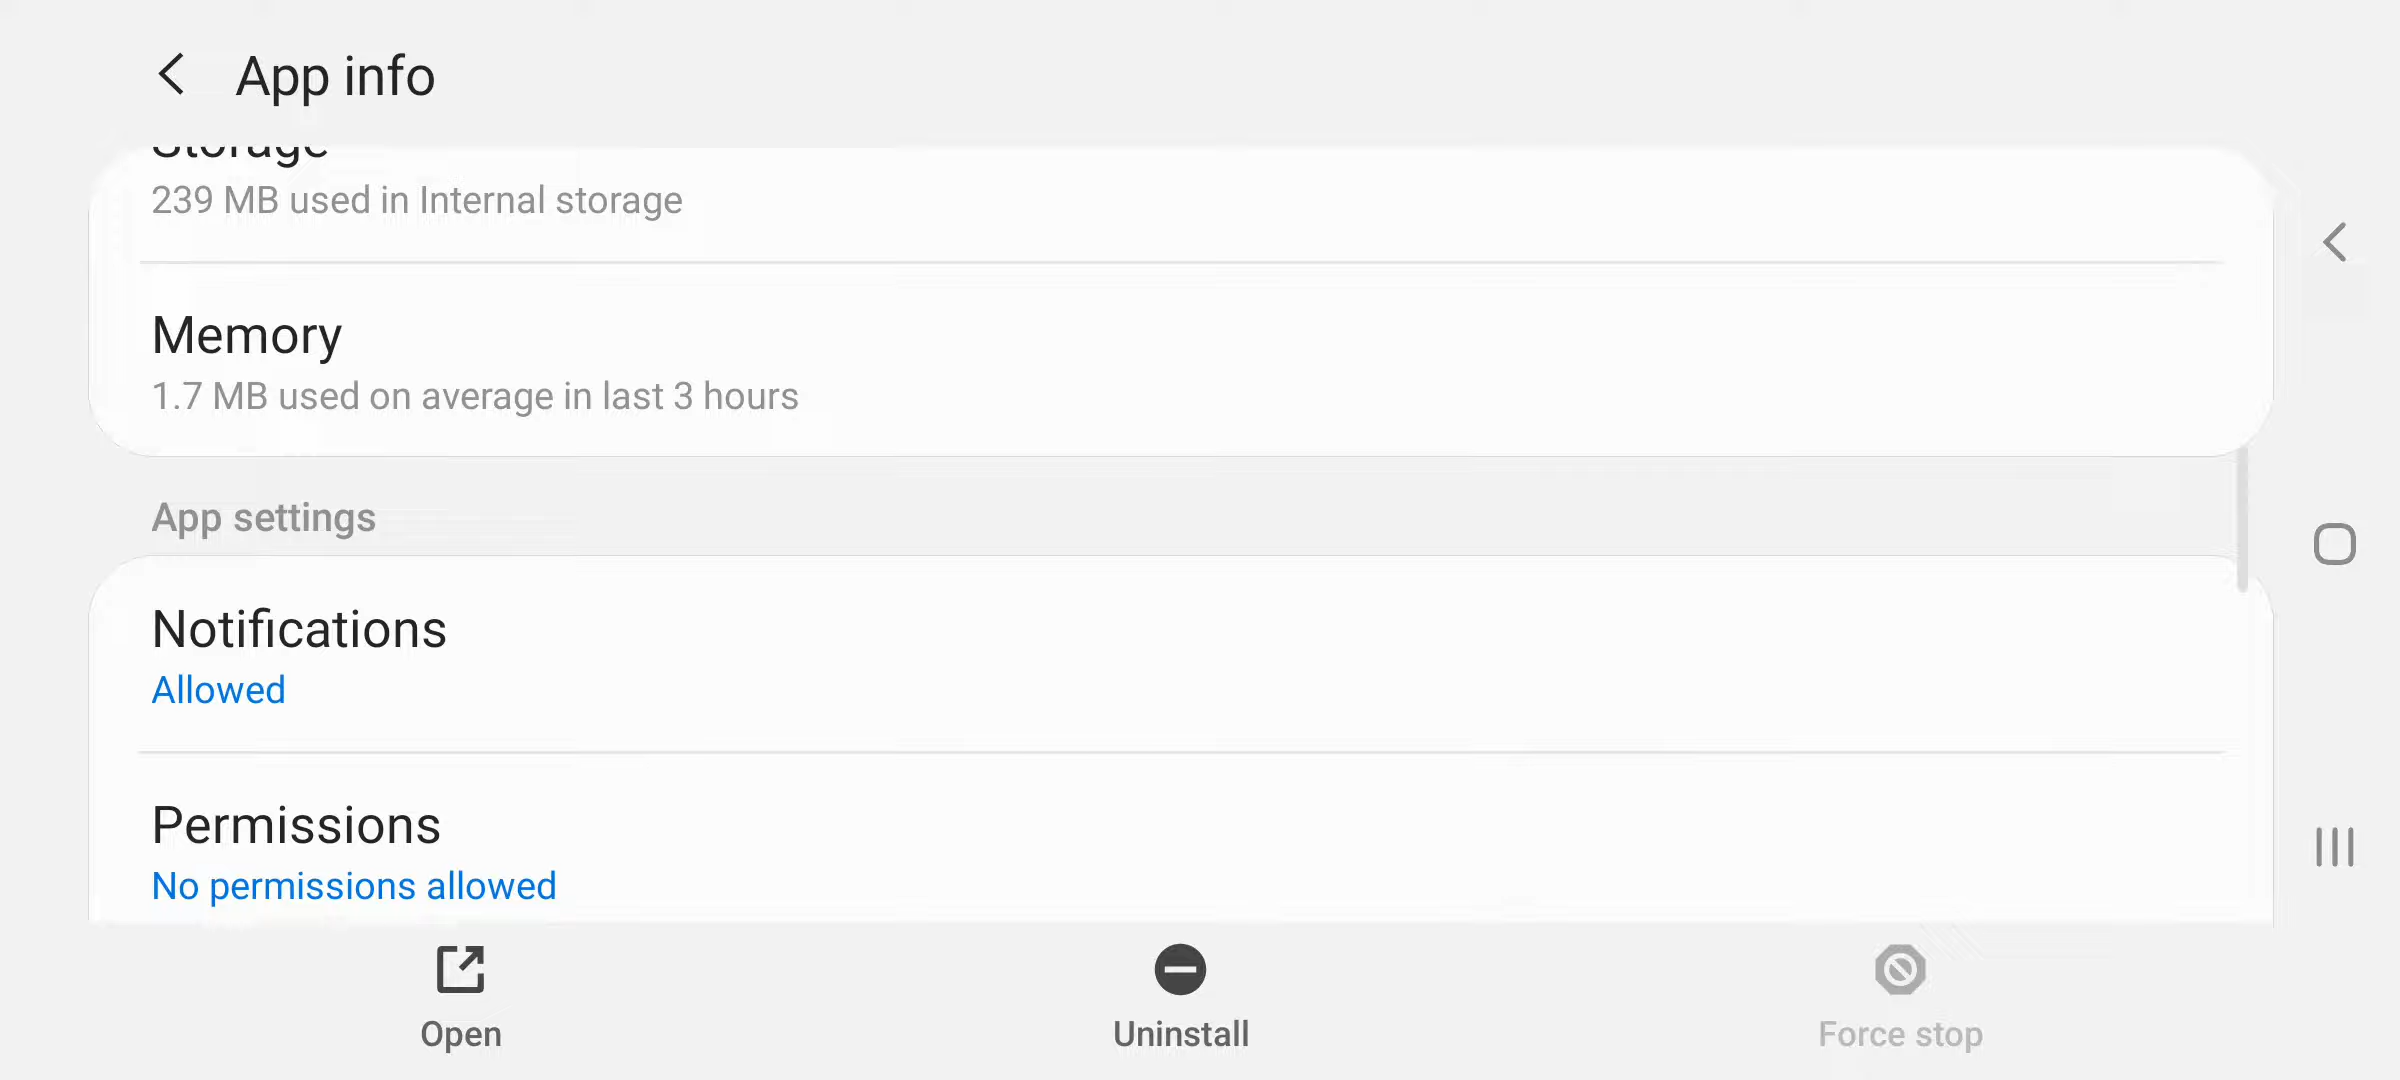 App info
Storage
239 MB used in Internal storage
Memory
1.7 MB used on average in last 3 hours
App settings
Notifications
Allowed
Permissions
No permissions allowed
Open
Uninstall
Force stop